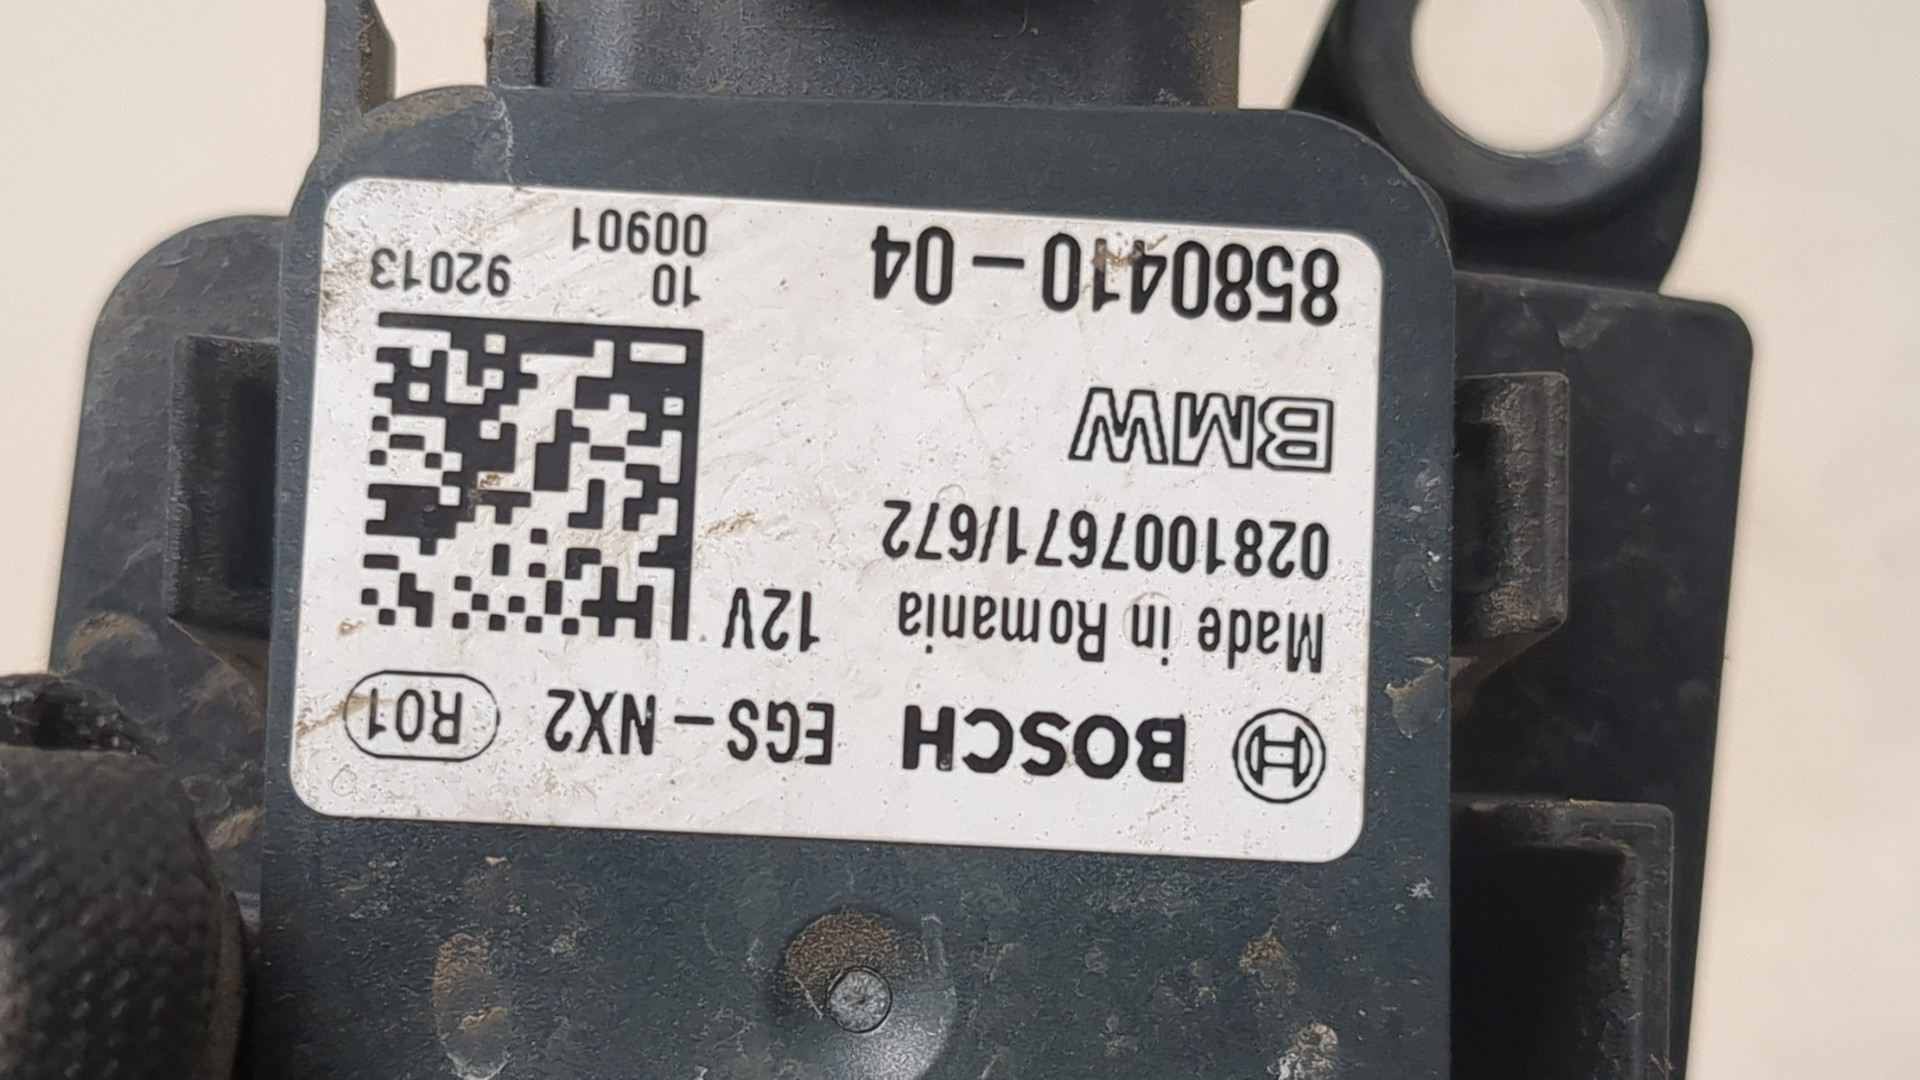 BOSCH EGS-NX2 R01
Made in Romania 12V
0281007671/672
BMW
8580410-04
10 92013
00901